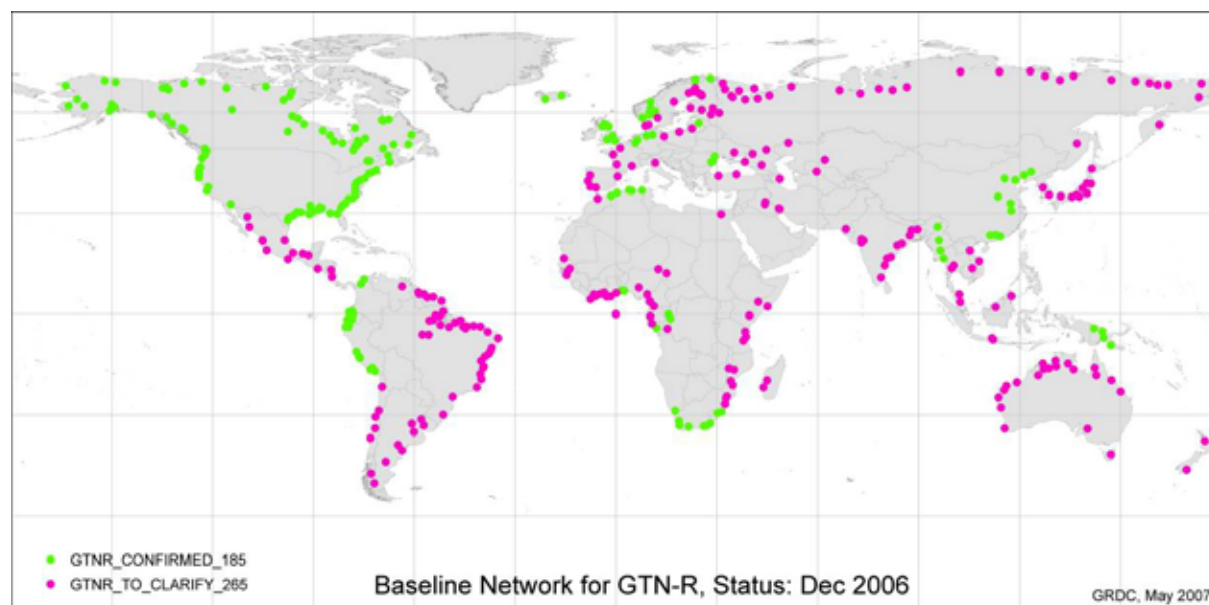 GTNR_CONFIRMED_185
GTNR_TO_CLARIFY_265
Baseline Network for GTN-R, Status: Dec 2006
GRDC, May 2007